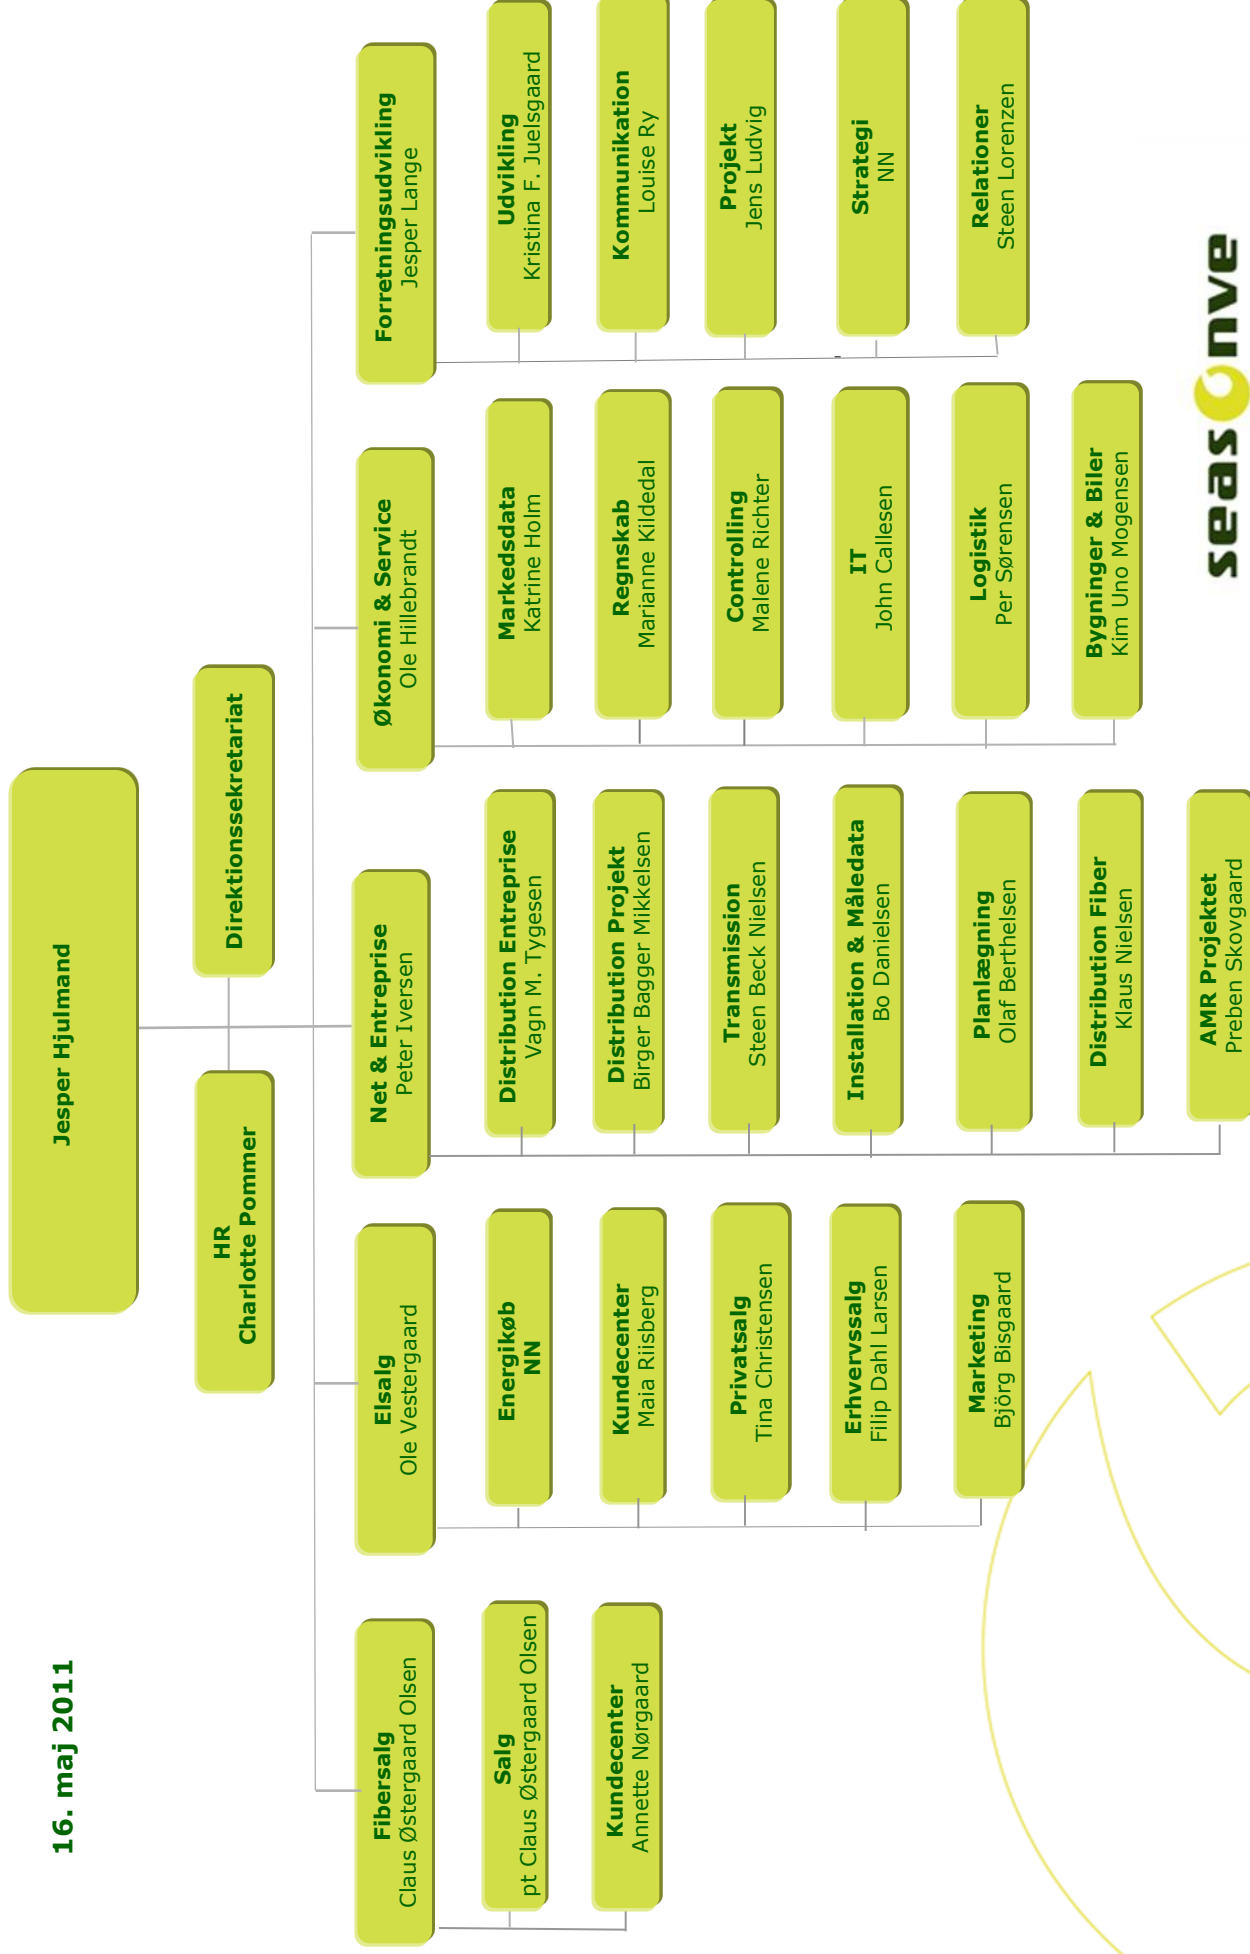 16. maj 2011
Jesper Hjulmand
HR
Charlotte Pommer
Direktionssekretariat
Fibersalg
Claus Østergaard Olsen
Salg
pt Claus Østergaard Olsen
Kundecenter
Annette Nørgaard
Elsalg
Ole Vestergaard
Energikøb
NN
Kundecenter
Maia Riisberg
Privatsalg
Tina Christensen
Erhvervssalg
Filip Dahl Larsen
Marketing
Björg Bisgaard
Net & Entreprise
Peter Iversen
Distribution Entreprise
Vagn M. Tygesen
Distribution Projekt
Birger Bagger Mikkelsen
Transmission
Steen Beck Nielsen
Installation & Måledata
Bo Danielsen
Planlægning
Olaf Berthelsen
Distribution Fiber
Klaus Nielsen
AMR Projektet
Preben Skovgaard
Økonomi & Service
Ole Hillebrandt
Markedsdata
Katrine Holm
Regnskab
Marianne Kildedal
Controlling
Malene Richter
IT
John Callesen
Logistik
Per Sørensen
Bygninger & Biler
Kim Uno Mogensen
Forretningsudvikling
Jesper Lange
Udvikling
Kristina F. Juelsgaard
Kommunikation
Louise Ry
Projekt
Jens Ludvig
Strategi
NN
Relationer
Steen Lorenzen
seas nve